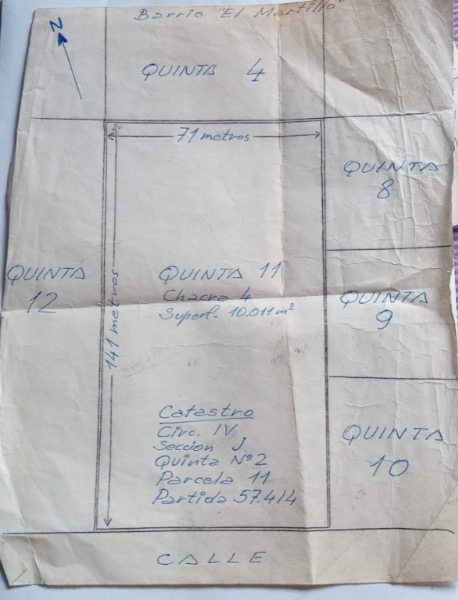 Barrio "El Martillo"
N
QUINTA 4
71 metros
QUINTA
8
QUINTA
12
141 metros
QUINTA 11
Chacra 4
Superf. 10.011 m²
QUINTA
9
Catastro
Circ. IV
Seccion J
Quinta Nº2
Parcela 11
Partida 57.414
QUINTA
10
CALLE